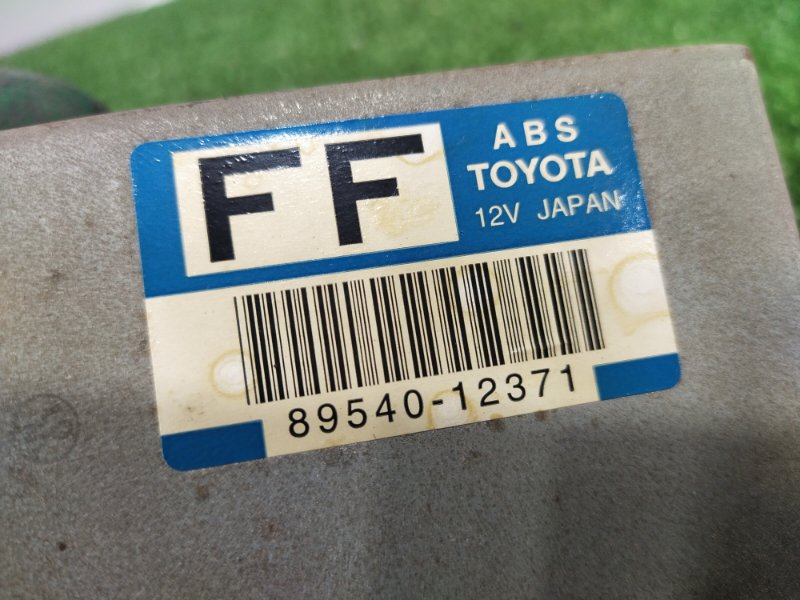 FF
ABS
TOYOTA
12V JAPAN
89540-12371